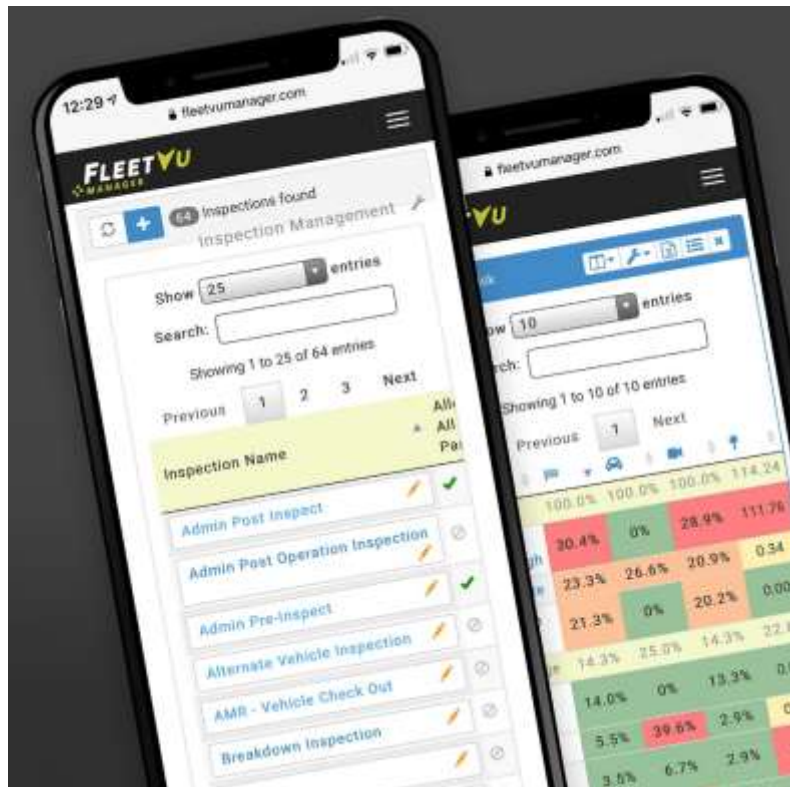 12:29
fleetvumanager.com
FLEETVU
MANAGER
64 Inspections found
Inspection Management
Show 25 entries
Search:
Showing 1 to 25 of 64 entries
Previous 1 2 3 Next
Inspection Name
All
Admin Post Inspect
Admin Post Operation Inspection
Admin Pre-Inspect
Alternate Vehicle Inspection
AMR - Vehicle Check Out
Breakdown Inspection
fleetvumanager.com
VU
10 entries
Showing 1 to 10 of 10 entries
Previous 1 Next
100.0% 100.0% 100.0% 114.24
30.4% 0% 28.9% 111.76
23.3% 26.6% 20.9% 0.34
21.3% 0% 20.2% 0.00
14.3% 25.0% 14.3% 22.
14.0% 0% 13.3%
5.5% 39.6% 2.9%
3.5% 6.7% 2.9%